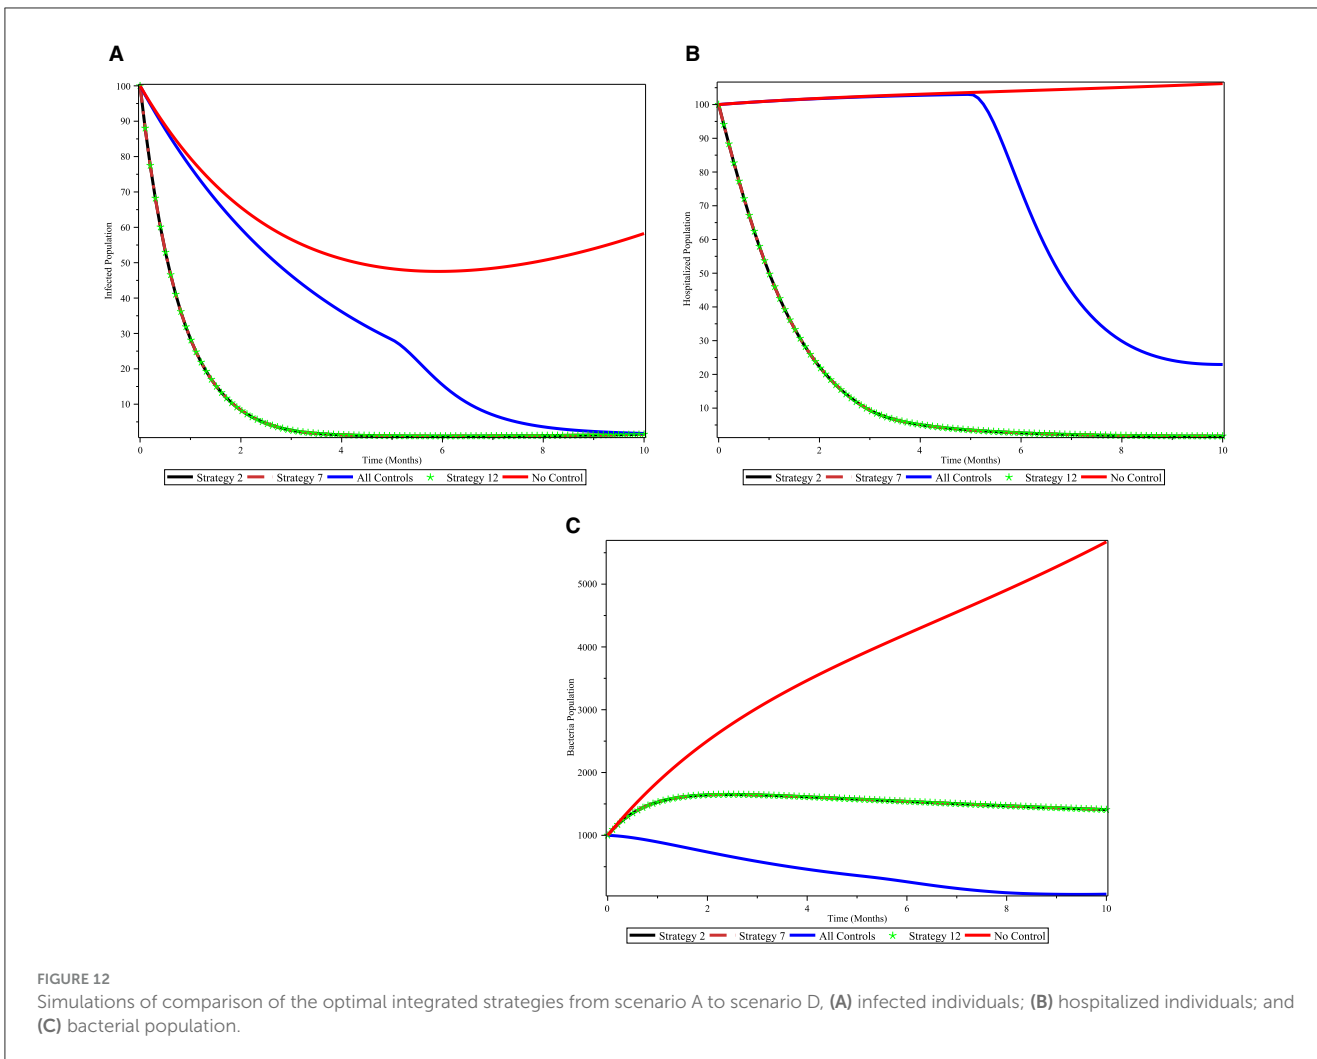 A
100
90
80
70
60
50
40
30
20
10
Infected Population
0 2 4 6 8 10
Time (Months)
Strategy 2 Strategy 7 All Controls Strategy 12 No Control
B
100
90
80
70
60
50
40
30
20
10
Hospitalized Population
0 2 4 6 8 10
Time (Months)
Strategy 2 Strategy 7 All Controls Strategy 12 No Control
C
5000
4000
3000
2000
1000
Bacteria Population
0 2 4 6 8 10
Time (Months)
Strategy 2 Strategy 7 All Controls Strategy 12 No Control
FIGURE 12
Simulations of comparison of the optimal integrated strategies from scenario A to scenario D, (A) infected individuals; (B) hospitalized individuals; and
(C) bacterial population.